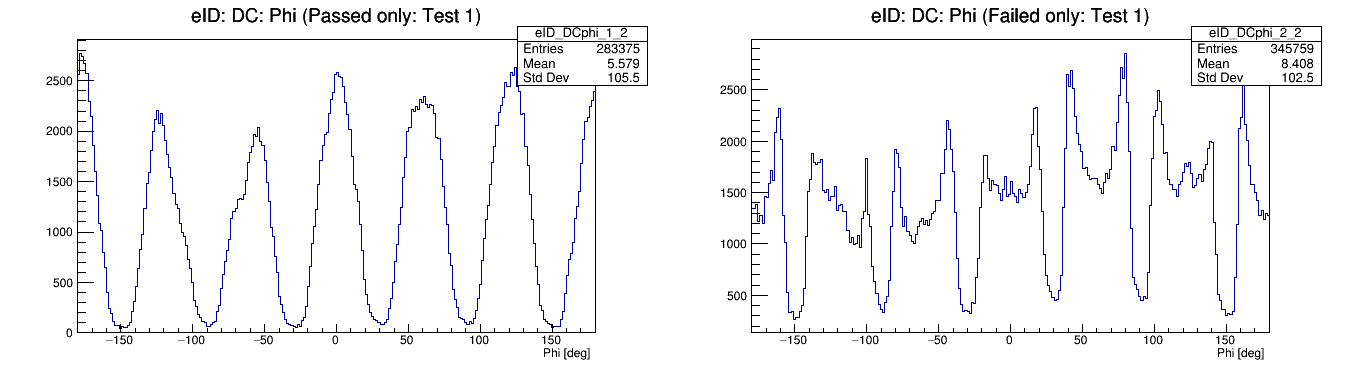 eID: DC: Phi (Passed only: Test 1)
eID_DCphi_1_2
Entries 283375
Mean 5.579
Std Dev 105.5
2500
2000
1500
1000
500
0
−150 −100 −50 0 50 100 150
Phi [deg]
eID: DC: Phi (Failed only: Test 1)
eID_DCphi_2_2
Entries 345759
Mean 8.408
Std Dev 102.5
2500
2000
1500
1000
500
−150 −100 −50 0 50 100 150
Phi [deg]